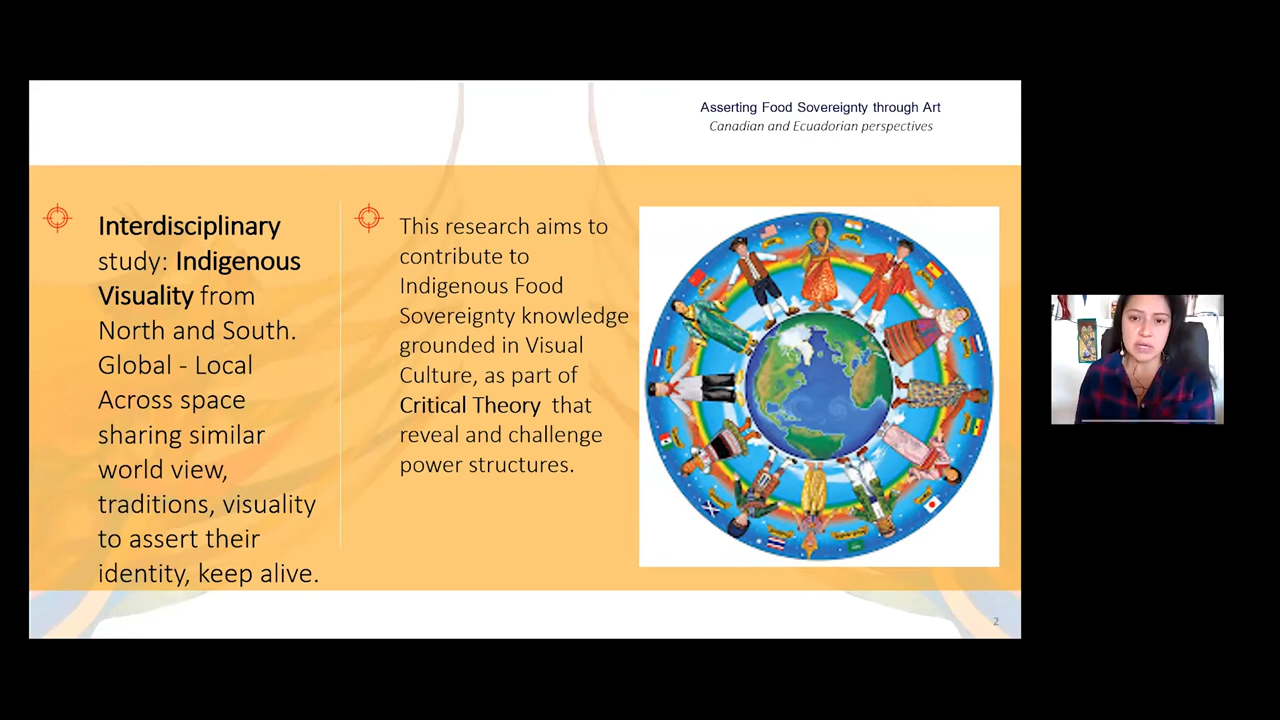 Asserting Food Sovereignty through Art
Canadian and Ecuadorian perspectives
Interdisciplinary
study: Indigenous
Visuality from
North and South.
Global - Local
Across space
sharing similar
world view,
traditions, visuality
to assert their
identity, keep alive.
This research aims to
contribute to
Indigenous Food
Sovereignty knowledge
grounded in Visual
Culture, as part of
Critical Theory that
reveal and challenge
power structures.
2